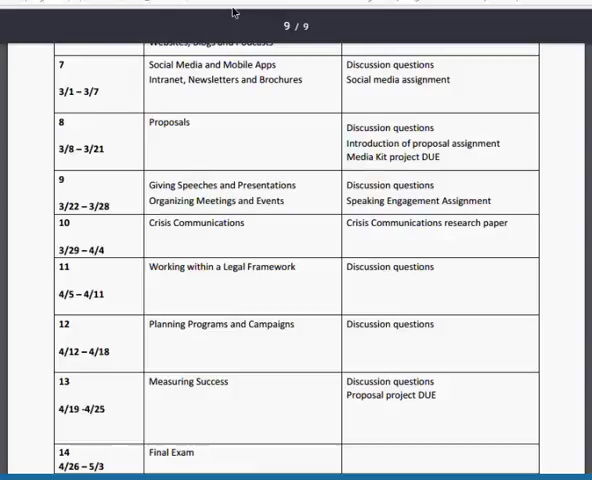 9 / 9
Websites, Blogs and Podcasts
7
Social Media and Mobile Apps
Discussion questions
Intranet, Newsletters and Brochures
Social media assignment
3/1 – 3/7
8
Proposals
Discussion questions
3/8 – 3/21
Introduction of proposal assignment
Media Kit project DUE
9
Giving Speeches and Presentations
Discussion questions
3/22 – 3/28
Organizing Meetings and Events
Speaking Engagement Assignment
10
Crisis Communications
Crisis Communications research paper
3/29 – 4/4
11
Working within a Legal Framework
Discussion questions
4/5 – 4/11
12
Planning Programs and Campaigns
Discussion questions
4/12 – 4/18
13
Measuring Success
Discussion questions
Proposal project DUE
4/19 -4/25
14
Final Exam
4/26 – 5/3